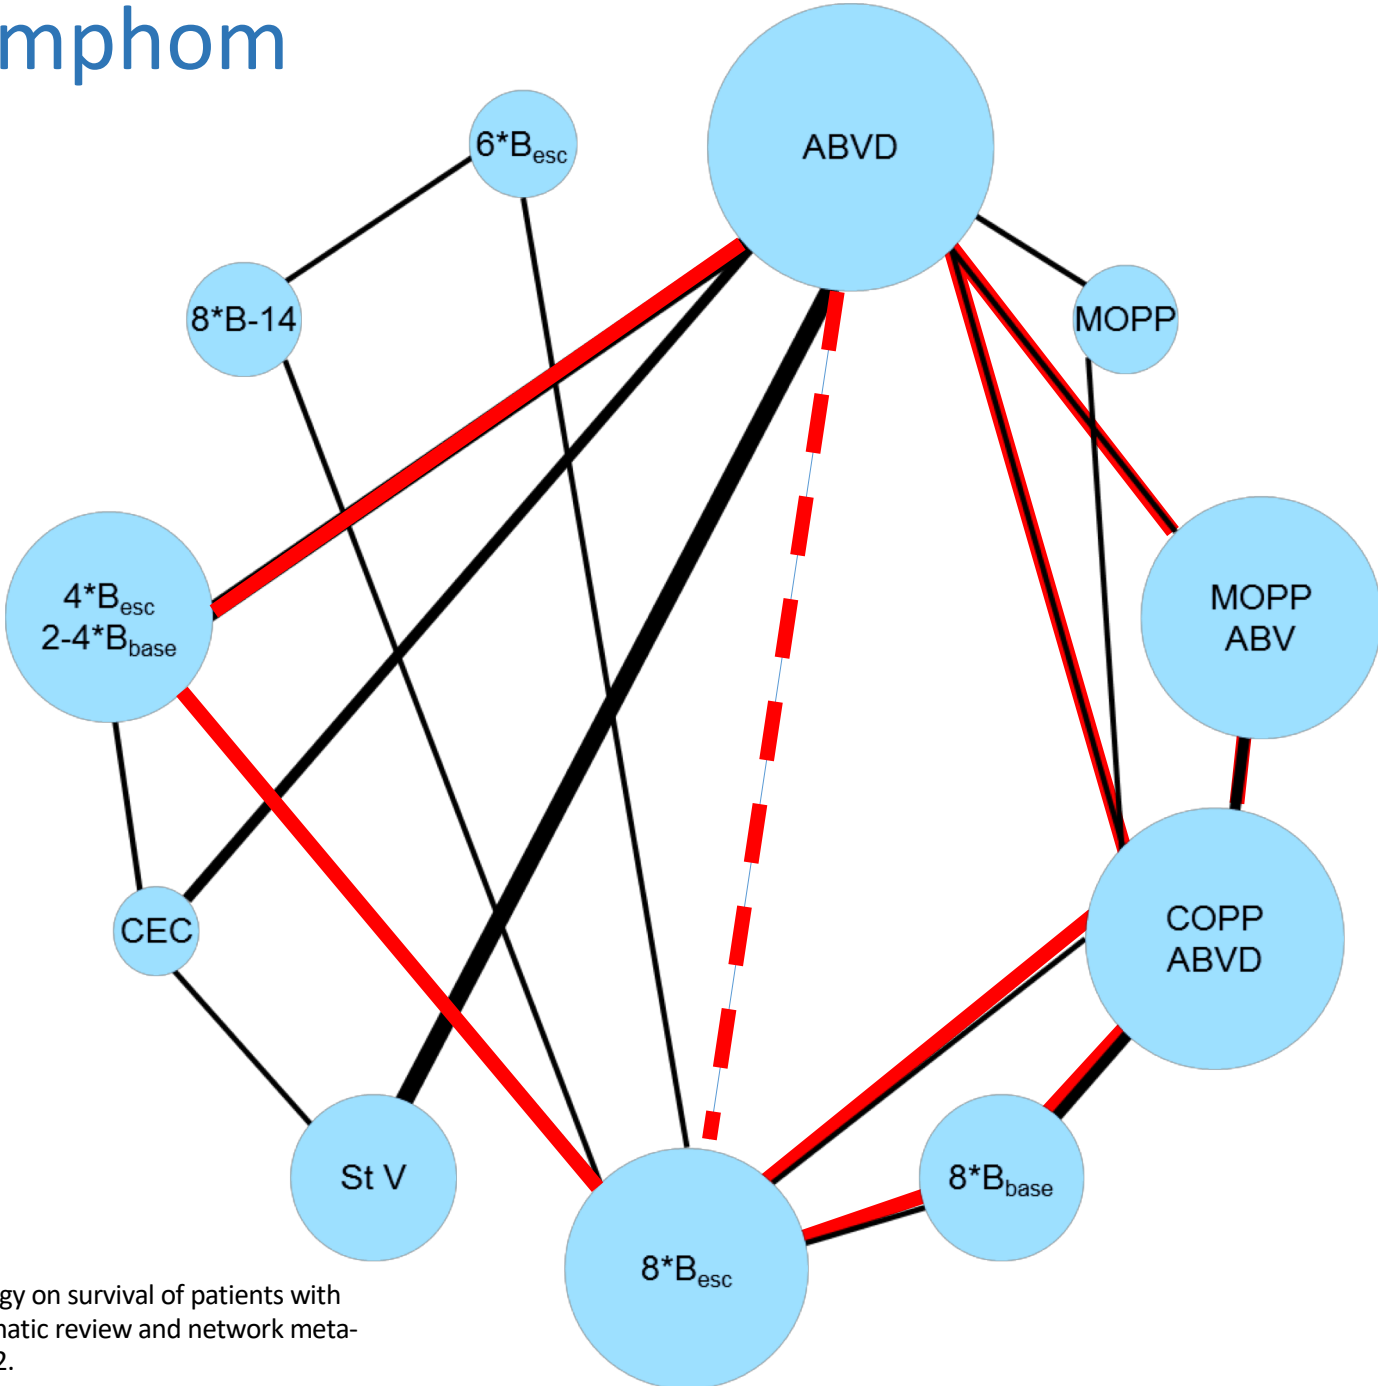 mphom
6*Besc
ABVD
8*B-14
MOPP
4*Besc
2-4*Bbase
MOPP
ABV
CEC
COPP
ABVD
St V
8*Bbase
8*Besc
gy on survival of patients with
natic review and network meta-
2.